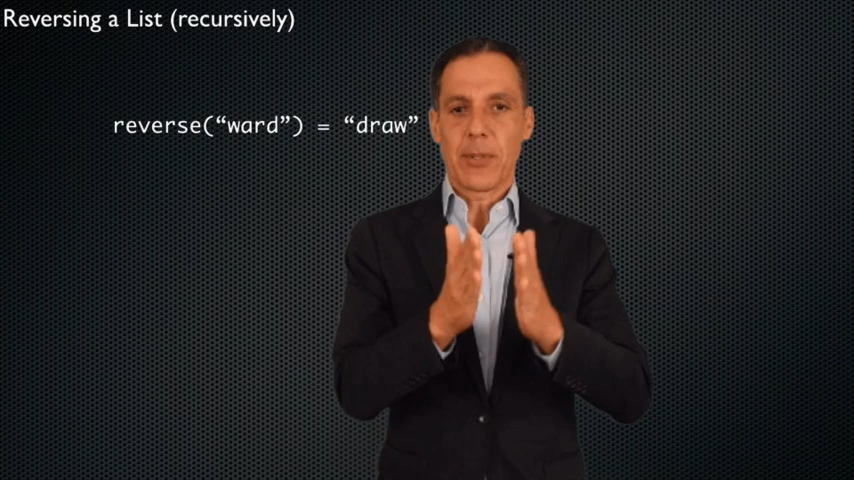 Reversing a List (recursively)
reverse(“ward”) = “draw”